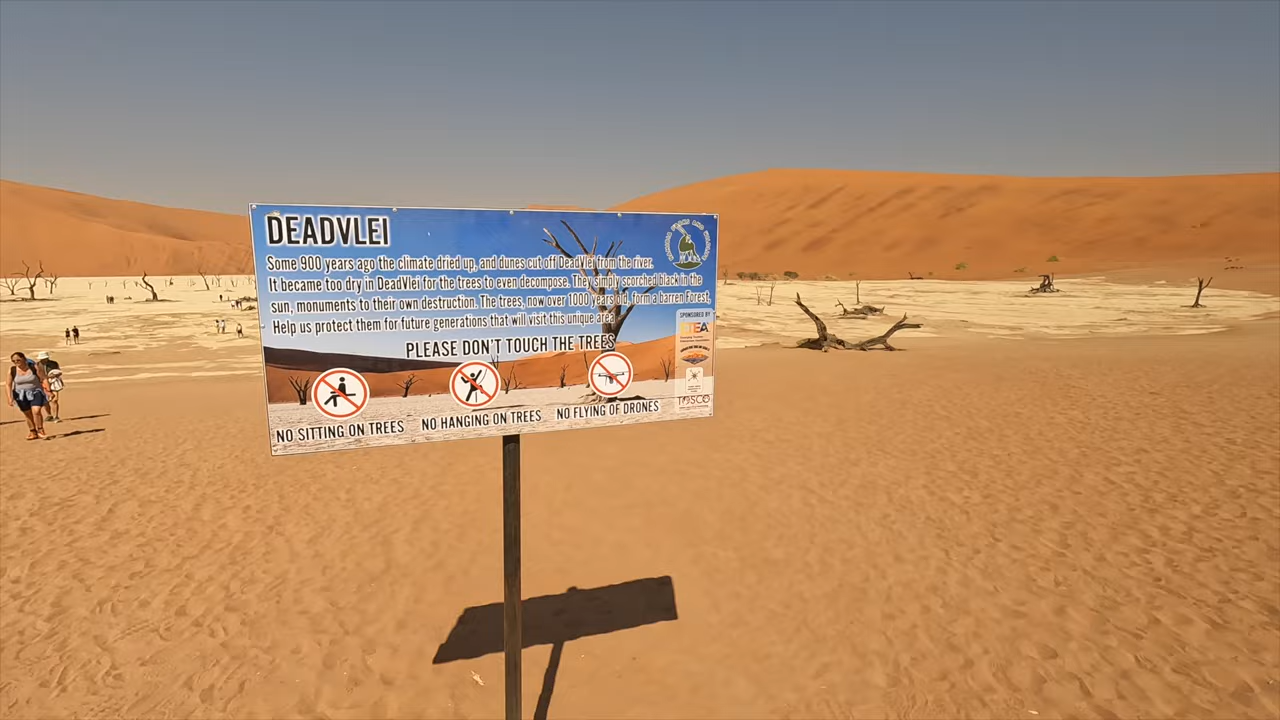 DEADVLEI
Some 900 years ago the climate dried up, and dunes cut off DeadVlei from the river.
It became too dry in DeadVlei for the trees to even decompose. They simply scorched black in the
sun, monuments to their own destruction. The trees, now over 1000 years old, form a barren Forest.
Help us protect them for future generations that will visit this unique area
PLEASE DON'T TOUCH THE TREES
NO SITTING ON TREES
NO HANGING ON TREES
NO FLYING OF DRONES
SPONSORED BY
TOSCO